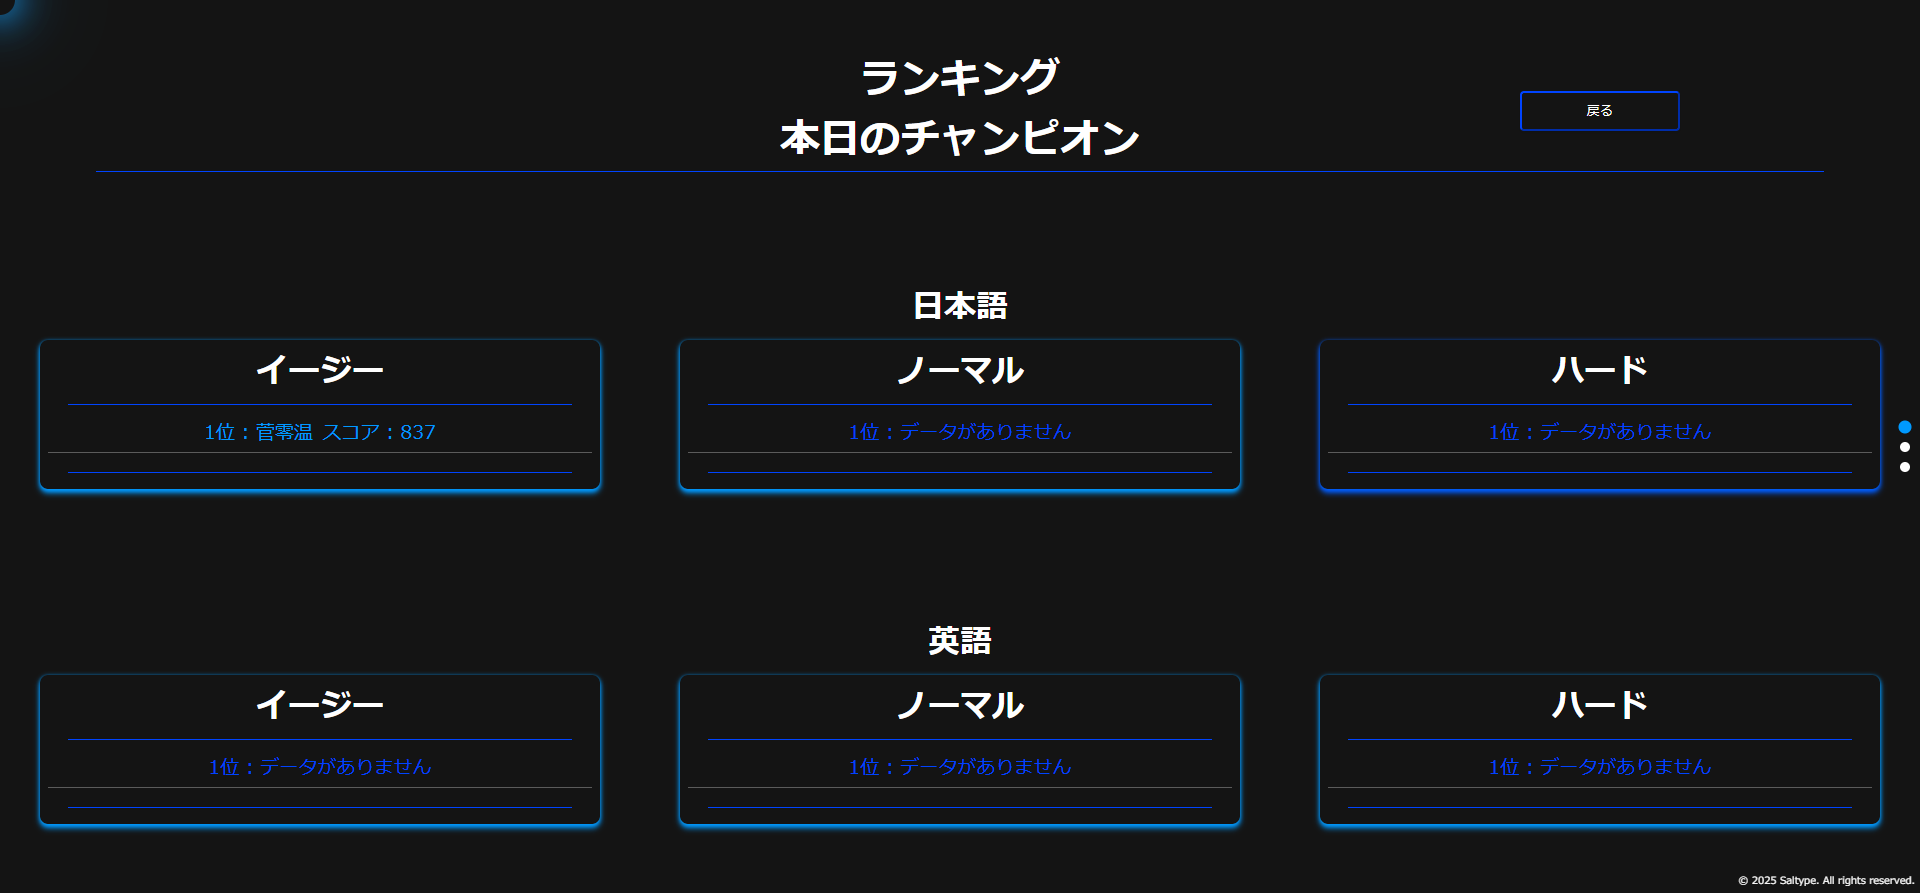 ランキング
本日のチャンピオン
戻る
日本語
イージー
1位：菅零温 スコア：837
ノーマル
1位：データがありません
ハード
1位：データがありません
英語
イージー
1位：データがありません
ノーマル
1位：データがありません
ハード
1位：データがありません
© 2025 Saltype. All rights reserved.